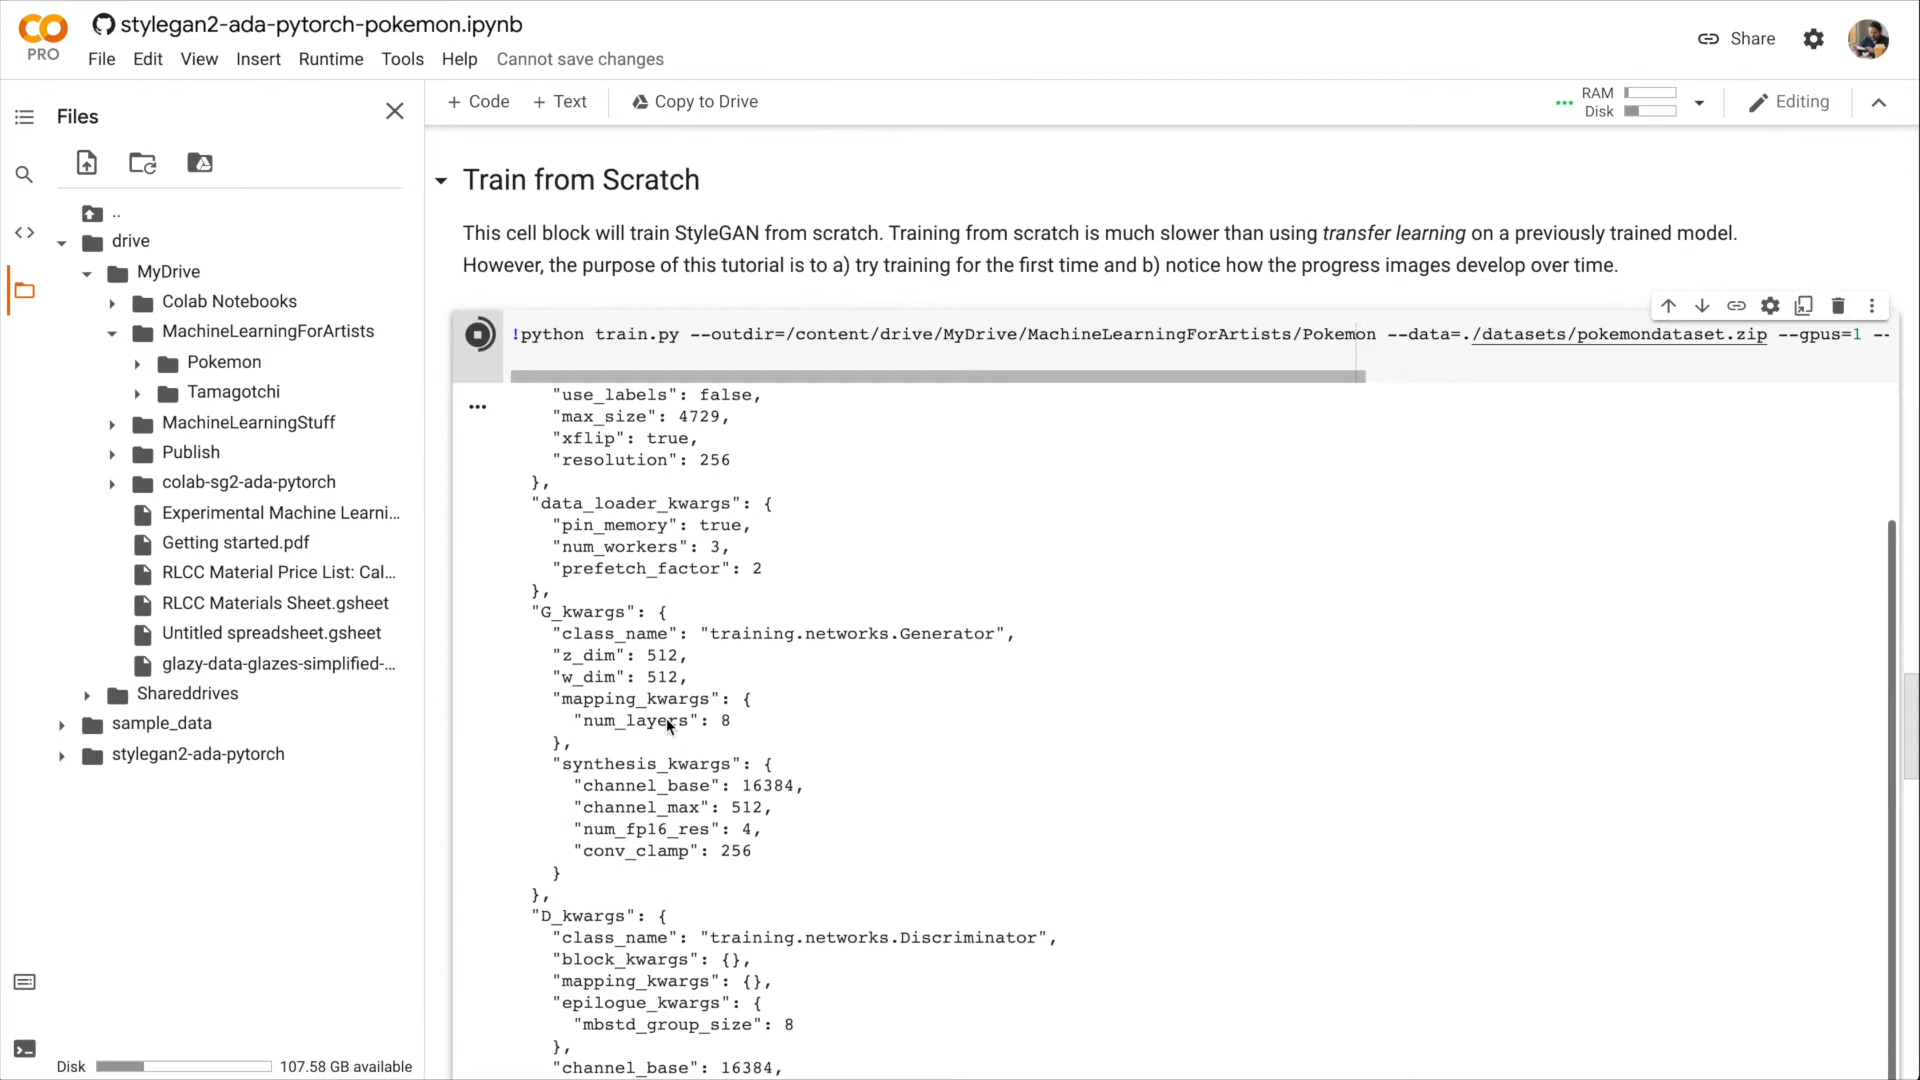 stylegan2-ada-pytorch-pokemon.ipynb
PRO
File Edit View Insert Runtime Tools Help Cannot save changes
Share
Files
+ Code + Text Copy to Drive
RAM
Disk
Editing
..
drive
MyDrive
Colab Notebooks
MachineLearningForArtists
Pokemon
Tamagotchi
MachineLearningStuff
Publish
colab-sg2-ada-pytorch
Experimental Machine Learni...
Getting started.pdf
RLCC Material Price List: Cal...
RLCC Materials Sheet.gsheet
Untitled spreadsheet.gsheet
glazy-data-glazes-simplified-...
Shareddrives
sample_data
stylegan2-ada-pytorch
Disk 107.58 GB available
Train from Scratch
This cell block will train StyleGAN from scratch. Training from scratch is much slower than using transfer learning on a previously trained model.
However, the purpose of this tutorial is to a) try training for the first time and b) notice how the progress images develop over time.
!python train.py --outdir=/content/drive/MyDrive/MachineLearningForArtists/Pokemon --data=./datasets/pokemondataset.zip --gpus=1 --
"use_labels": false,
"max_size": 4729,
"xflip": true,
"resolution": 256
},
"data_loader_kwargs": {
"pin_memory": true,
"num_workers": 3,
"prefetch_factor": 2
},
"G_kwargs": {
"class_name": "training.networks.Generator",
"z_dim": 512,
"w_dim": 512,
"mapping_kwargs": {
"num_layers": 8
},
"synthesis_kwargs": {
"channel_base": 16384,
"channel_max": 512,
"num_fp16_res": 4,
"conv_clamp": 256
}
},
"D_kwargs": {
"class_name": "training.networks.Discriminator",
"block_kwargs": {},
"mapping_kwargs": {},
"epilogue_kwargs": {
"mbstd_group_size": 8
},
"channel_base": 16384,